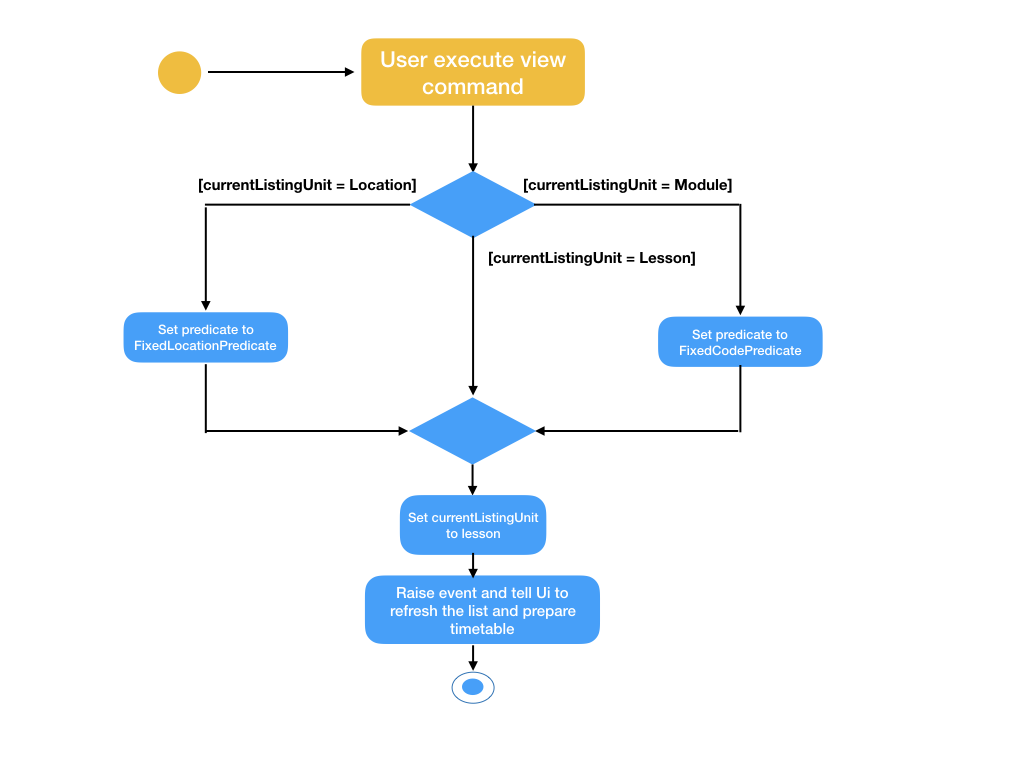 User execute view
command
[currentListingUnit = Location]
[currentListingUnit = Module]
[currentListingUnit = Lesson]
Set predicate to
FixedLocationPredicate
Set predicate to
FixedCodePredicate
Set currentListingUnit
to lesson
Raise event and tell Ui to
refresh the list and prepare
timetable